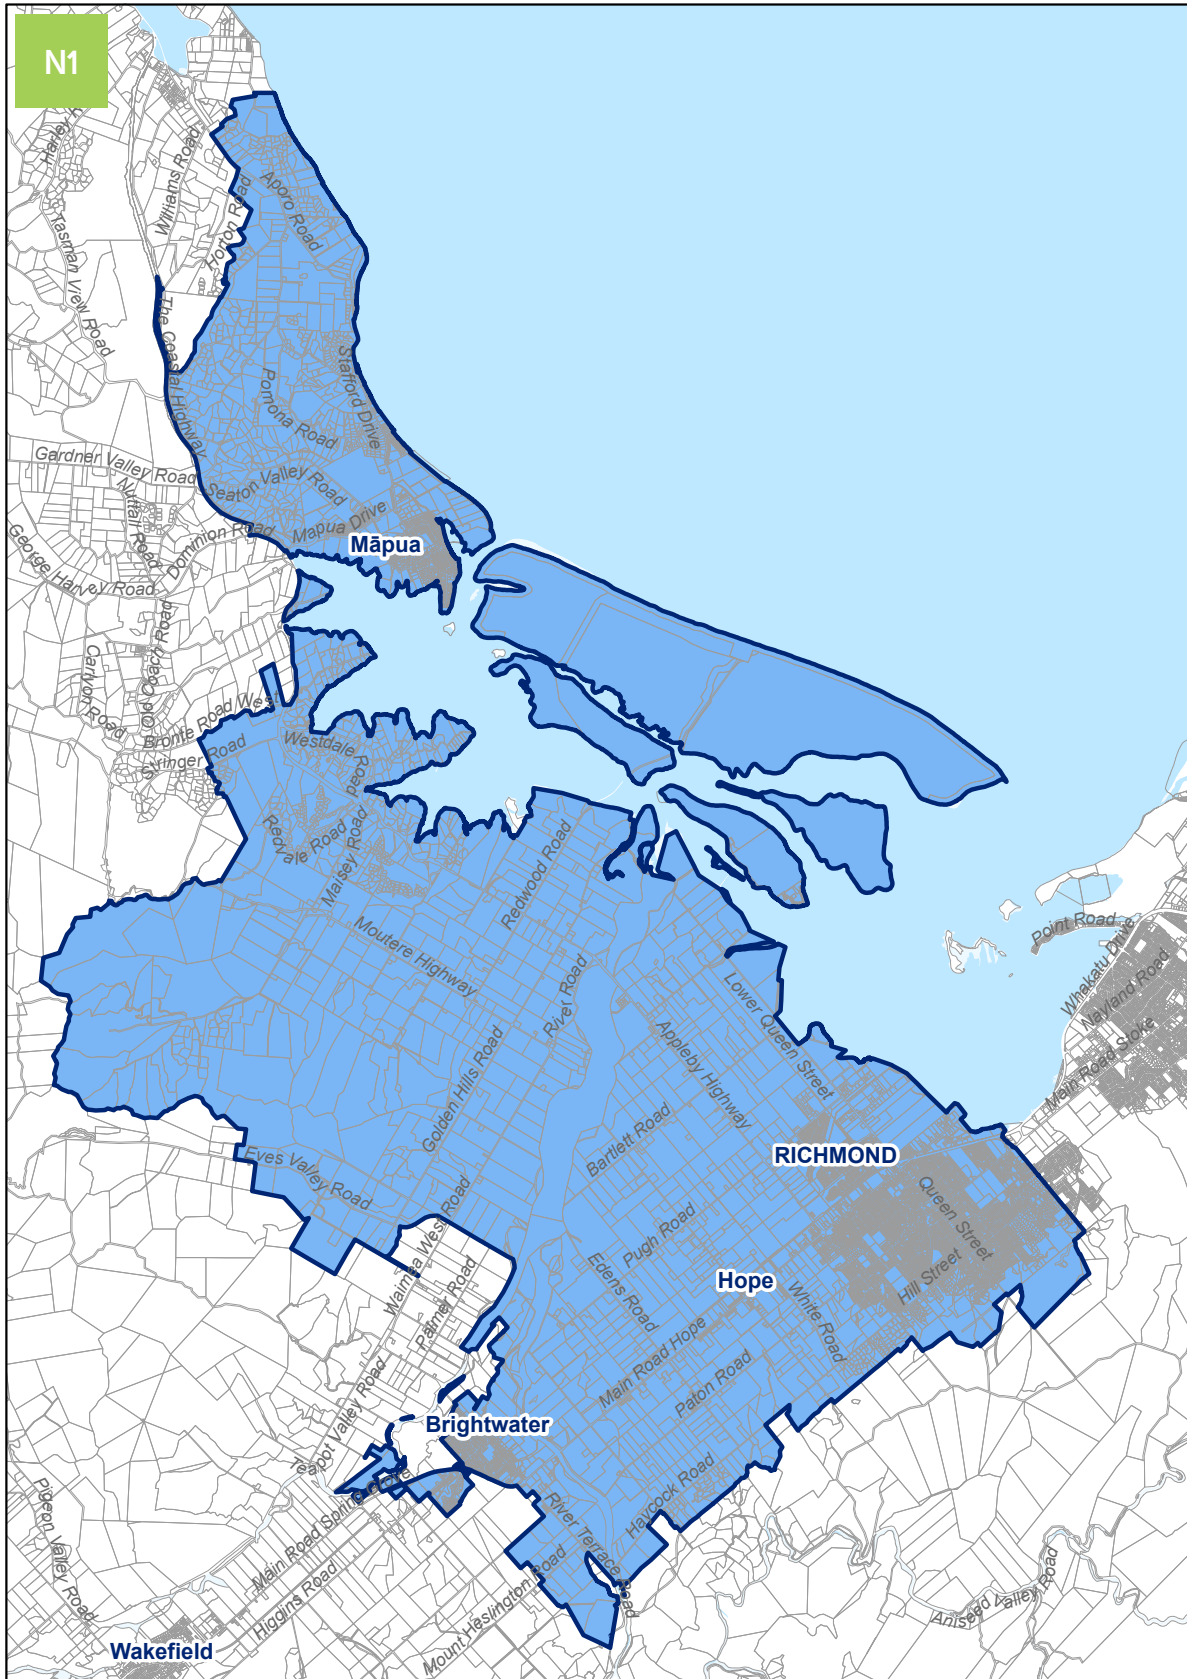 N1
Harley R
Williams Road
Aporo Road
Horton Road
Tasman View Road
The Coastal Highway
Stafford Drive
Pomona Road
Gardner Valley Road
Seaton Valley Road
Nuttall Road
Mapua Drive
Dominion Road
Māpua
George Harvey Road
Old Coach Road
Carlyon Road
Bronte Road West
Stringer Road
Westdale Road
Redvale Road
Maisey Road
Redwood Road
Moutere Highway
Point Road
Whakatu Drive
Nayland Road
Main Road Stoke
River Road
Lower Queen Street
Appleby Highway
Golden Hills Road
Bartlett Road
RICHMOND
Eves Valley Road
Queen Street
Waimea West Road
Pugh Road
Hill Street
Edens Road
Hope
Palmer Road
White Road
Main Road Hope
Paton Road
Brightwater
Teapot Valley Road
Haycock Road
Main Road Spring Grove
River Terrace Road
Pigeon Valley Road
Higgins Road
Mount Heslington Road
Aniseed Valley Road
Wakefield